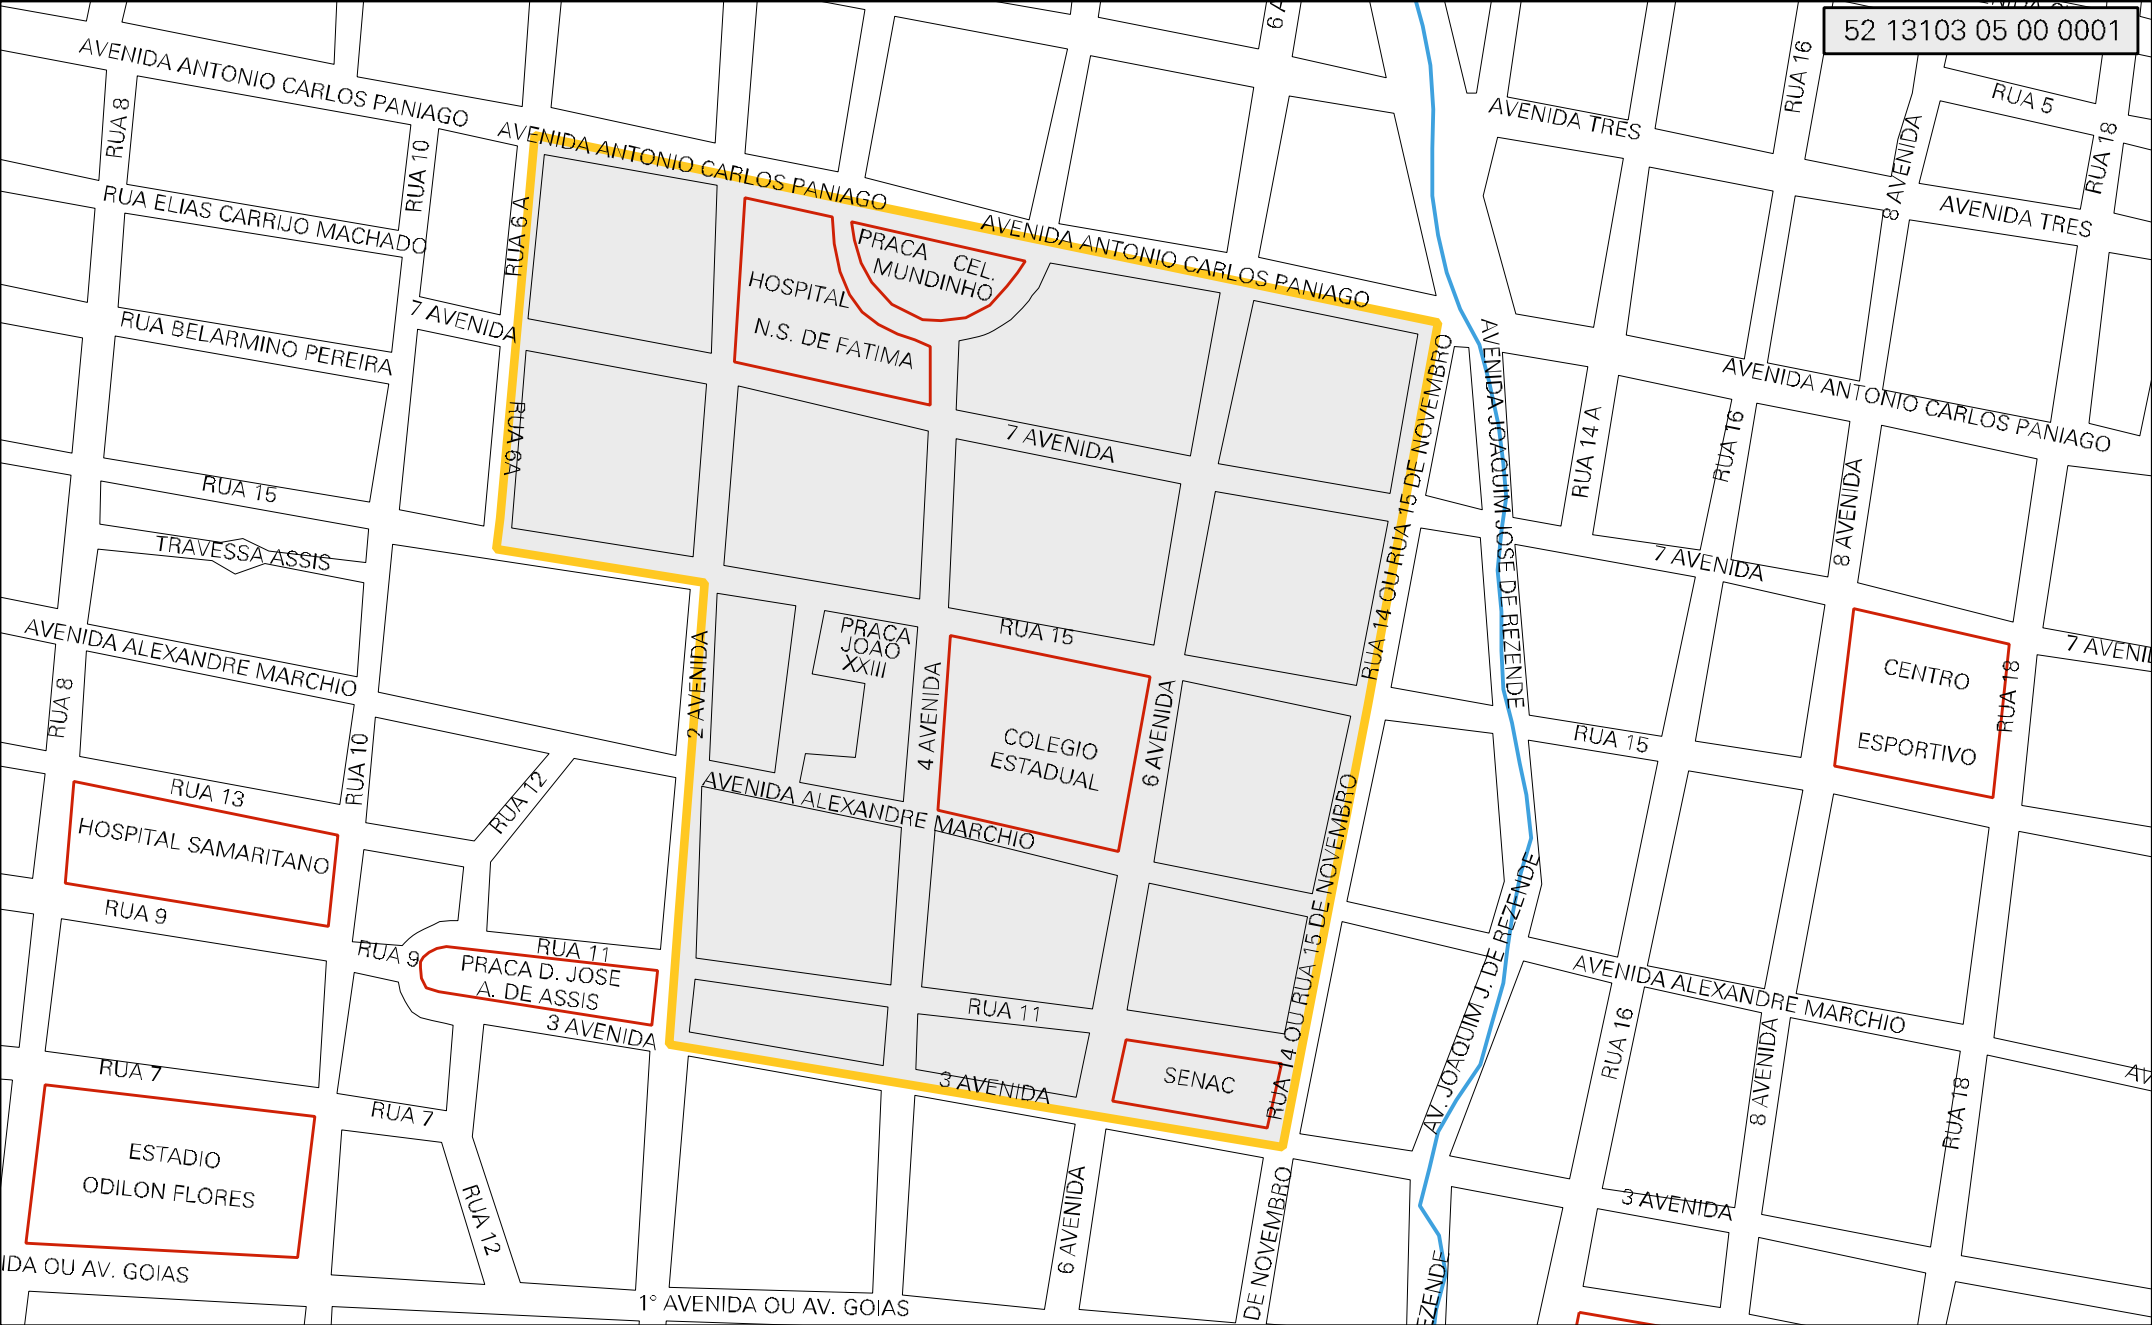 52 13103 05 00 0001
6 A
AVENIDA ANTONIO CARLOS PANIAGO
RUA 8
RUA 10
AVENIDA ANTONIO CARLOS PANIAGO
AVENIDA ANTONIO CARLOS PANIAGO
AVENIDA TRES
RUA 16
RUA 5
8 AVENIDA
RUA 18
AVENIDA TRES
RUA ELIAS CARRIJO MACHADO
RUA 6 A
PRACA CEL.
MUNDINHO
HOSPITAL
N.S. DE FATIMA
7 AVENIDA
RUA BELARMINO PEREIRA
RUA 6A
7 AVENIDA
RUA 14 OU RUA 15 DE NOVEMBRO
AVENIDA JOAQUIM JOSE DE REZENDE
RUA 14 A
RUA 16
AVENIDA ANTONIO CARLOS PANIAGO
8 AVENIDA
7 AVENIDA
RUA 15
TRAVESSA ASSIS
AVENIDA ALEXANDRE MARCHIO
RUA 8
RUA 10
2 AVENIDA
PRACA
JOAO
XXIII
4 AVENIDA
RUA 15
COLEGIO
ESTADUAL
6 AVENIDA
RUA 15
CENTRO
ESPORTIVO
RUA 18
7 AVENI
RUA 13
HOSPITAL SAMARITANO
RUA 9
RUA 12
AVENIDA ALEXANDRE MARCHIO
RUA 14 OU RUA 15 DE NOVEMBRO
AV. JOAQUIM J. DE REZENDE
RUA 9
RUA 11
PRACA D. JOSE
A. DE ASSIS
3 AVENIDA
RUA 11
3 AVENIDA
SENAC
AVENIDA ALEXANDRE MARCHIO
RUA 16
8 AVENIDA
RUA 18
AV
RUA 7
RUA 7
ESTADIO
ODILON FLORES
RUA 12
6 AVENIDA
DE NOVEMBRO
3 AVENIDA
EZENDE
IDA OU AV. GOIAS
1° AVENIDA OU AV. GOIAS